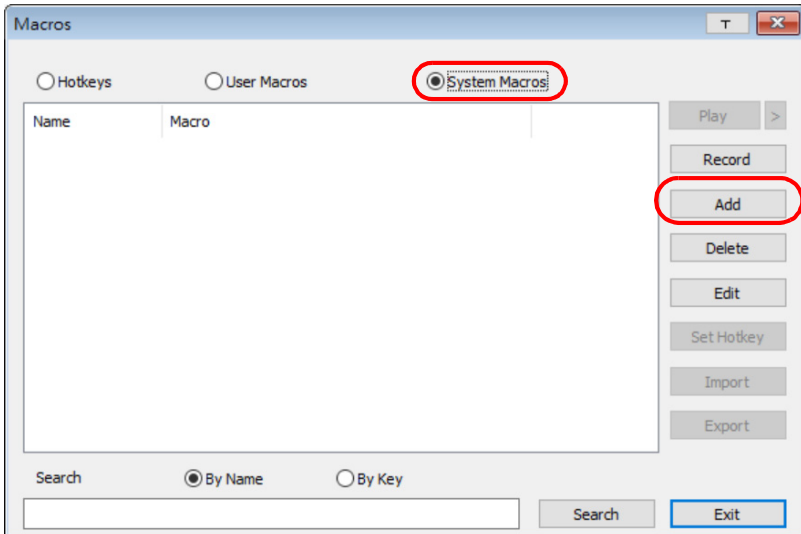 Macros
T
Hotkeys User Macros System Macros
Name Macro
Play >
Record
Add
Delete
Edit
Set Hotkey
Import
Export
Search By Name By Key
Search Exit